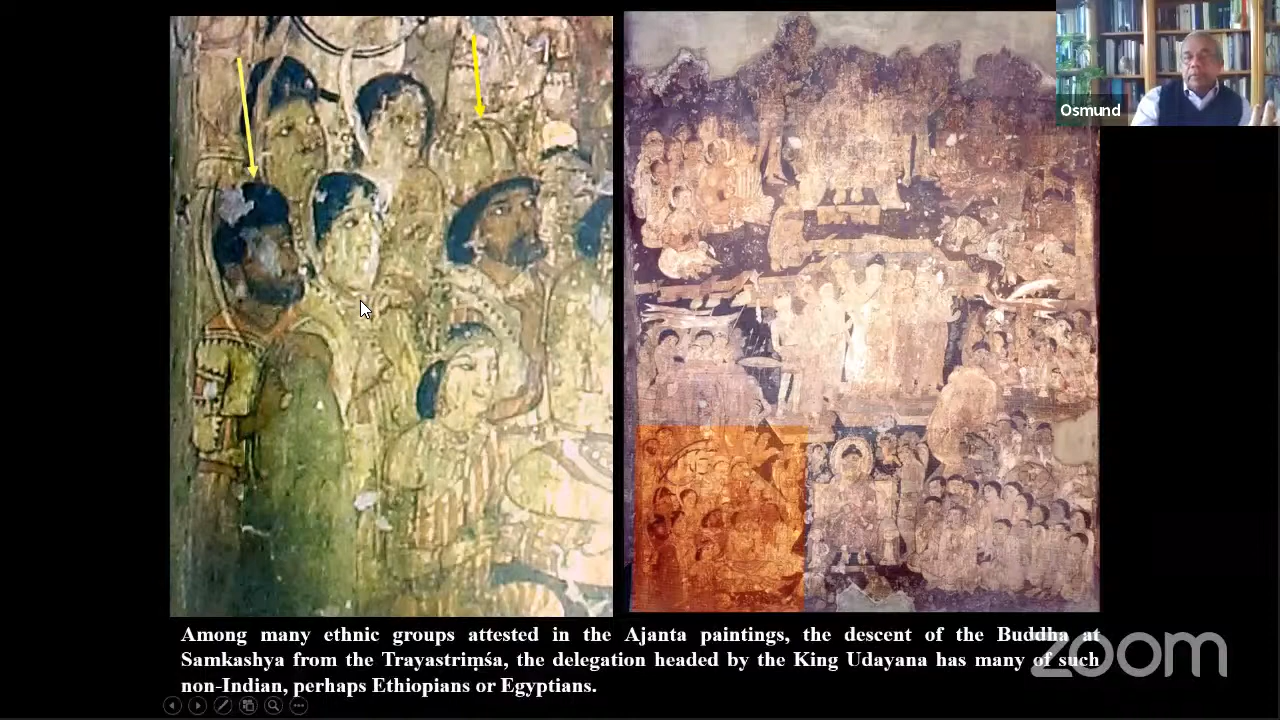 Osmund
Among many ethnic groups attested in the Ajanta paintings, the descent of the Buddha at
Samkashya from the Trayastriṃśa, the delegation headed by the King Udayana has many of such
non-Indian, perhaps Ethiopians or Egyptians.
zoom